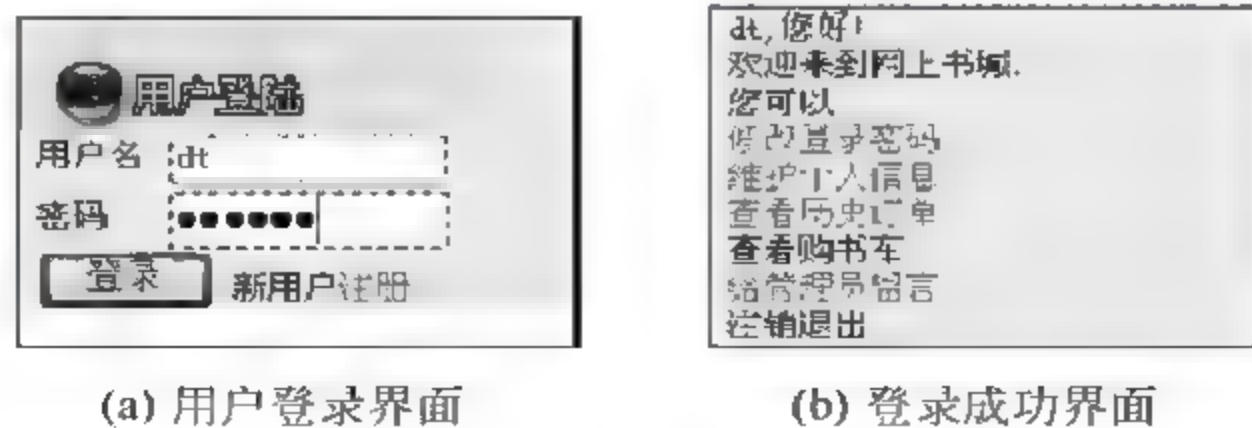 用户登陆
用户名 dt
密码 ●●●●●●
登录 新用户注册
(a) 用户登录界面
dt,您好!
欢迎来到网上书城.
您可以
修改登录密码
维护个人信息
查看历史订单
查看购书车
给管理员留言
注销退出
(b) 登录成功界面